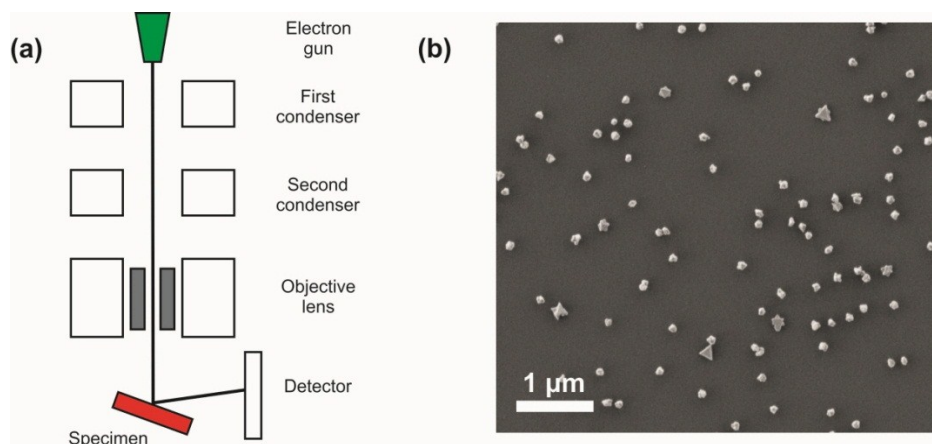 (a)
Electron
gun
First
condenser
Second
condenser
Objective
lens
Detector
Specimen
(b)
1 µm